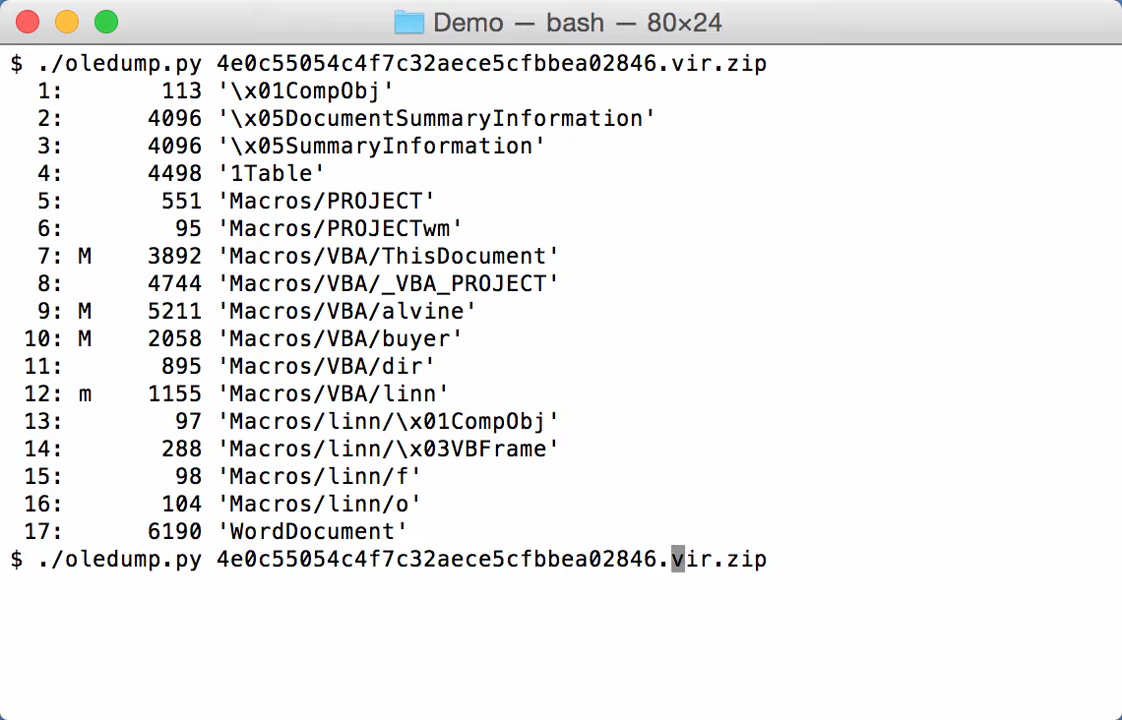 Demo — bash — 80×24
$ ./oledump.py 4e0c55054c4f7c32aece5cfbbea02846.vir.zip
1: 113 '\x01CompObj'
2: 4096 '\x05DocumentSummaryInformation'
3: 4096 '\x05SummaryInformation'
4: 4498 '1Table'
5: 551 'Macros/PROJECT'
6: 95 'Macros/PROJECTwm'
7: M 3892 'Macros/VBA/ThisDocument'
8: 4744 'Macros/VBA/_VBA_PROJECT'
9: M 5211 'Macros/VBA/alvine'
10: M 2058 'Macros/VBA/buyer'
11: 895 'Macros/VBA/dir'
12: m 1155 'Macros/VBA/linn'
13: 97 'Macros/linn/\x01CompObj'
14: 288 'Macros/linn/\x03VBFrame'
15: 98 'Macros/linn/f'
16: 104 'Macros/linn/o'
17: 6190 'WordDocument'
$ ./oledump.py 4e0c55054c4f7c32aece5cfbbea02846.vir.zip